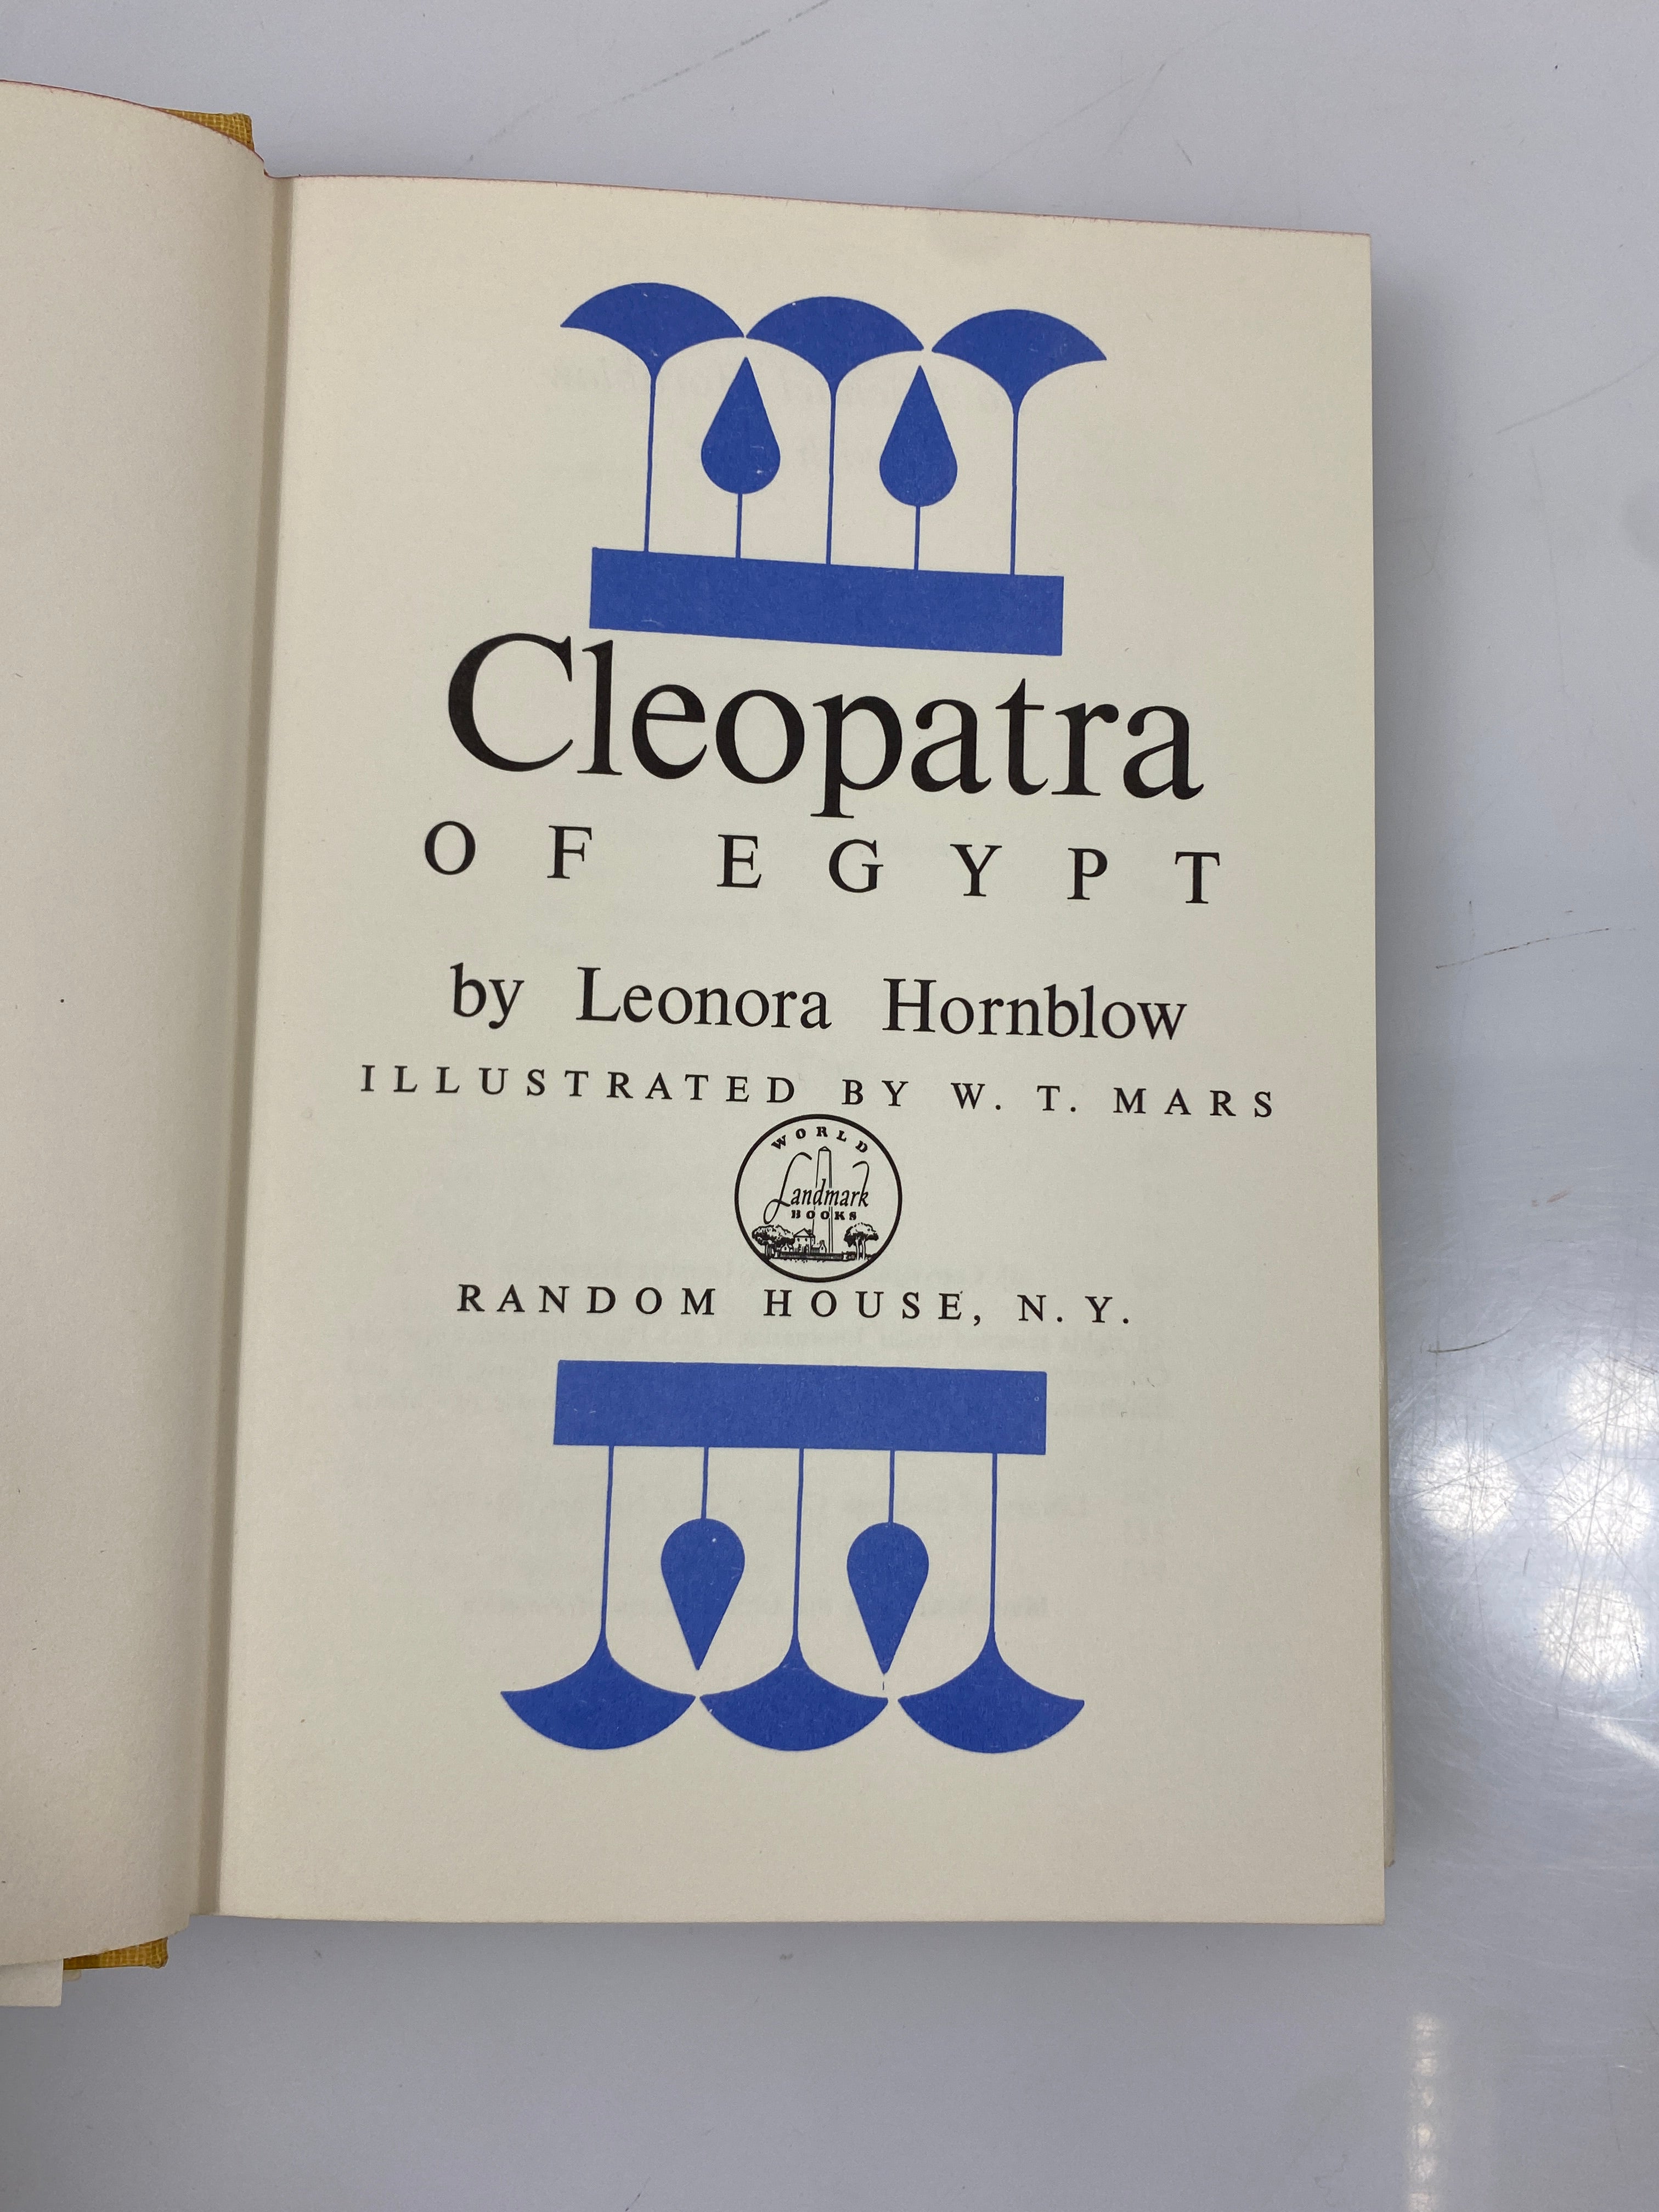 Cleopatra
OF EGYPT
by Leonora Hornblow
ILLUSTRATED BY W. T. MARS
WORLD
Landmark
BOOKS
RANDOM HOUSE, N. Y.